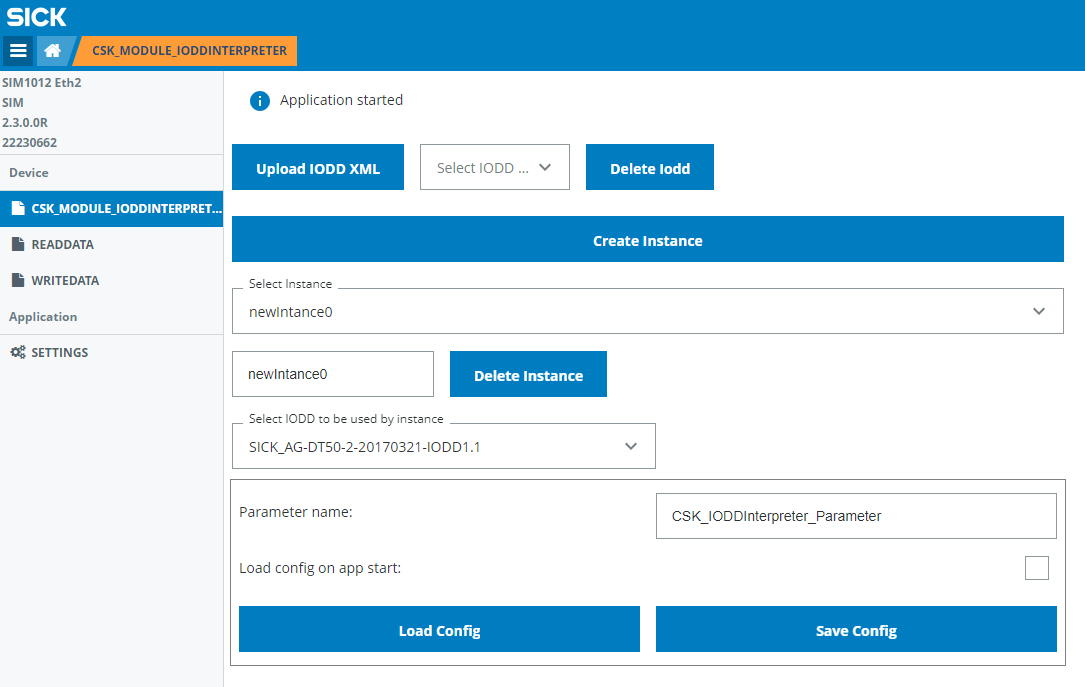 SICK
CSK_MODULE_IODDINTERPRETER
SIM1012 Eth2
SIM
2.3.0.0R
22230662
Device
CSK_MODULE_IODDINTERPRET...
READDATA
WRITEDATA
Application
SETTINGS
Application started
Upload IODD XML
Select IODD ...
Delete Iodd
Create Instance
Select Instance
newIntance0
newIntance0
Delete Instance
Select IODD to be used by instance
SICK_AG-DT50-2-20170321-IODD1.1
Parameter name:
CSK_IODDInterpreter_Parameter
Load config on app start:
Load Config
Save Config